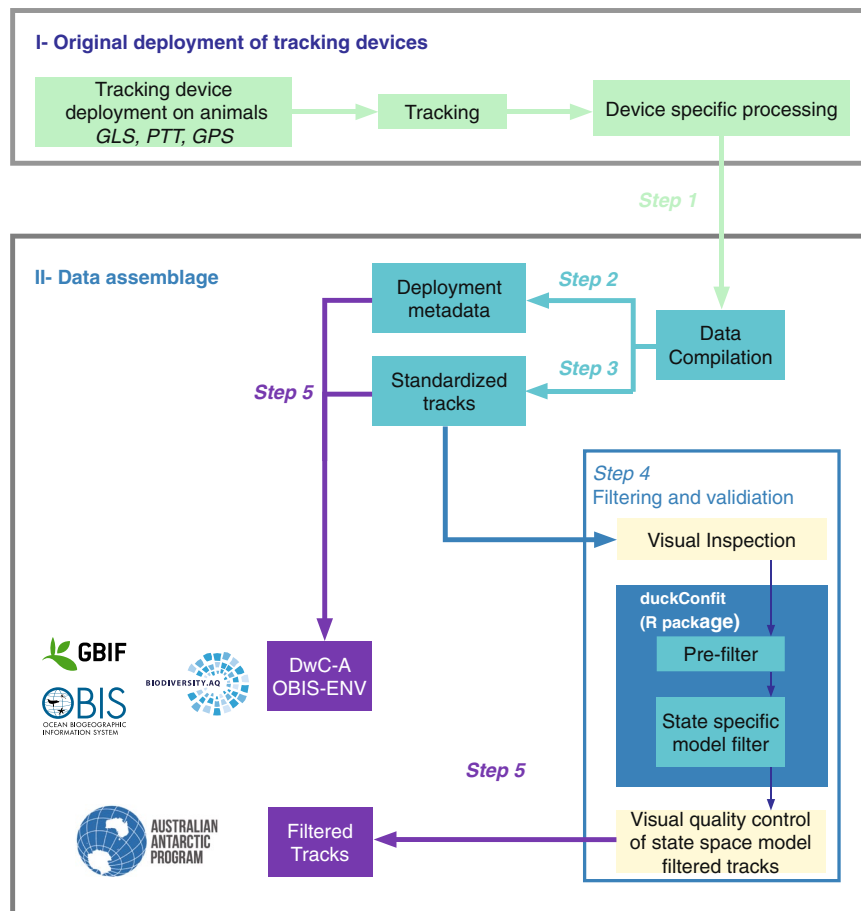 I- Original deployment of tracking devices
Tracking device
deployment on animals
GLS, PTT, GPS
Tracking
Device specific processing
Step 1
II- Data assemblage
Deployment
metadata
Step 2
Data
Compilation
Step 3
Standardized
tracks
Step 5
Step 4
Filtering and validiation
Visual Inspection
duckConfit
(R package)
Pre-filter
State specific
model filter
GBIF
BIODIVERSITY.AQ
OBIS
OCEAN BIOGEOGRAPHIC
INFORMATION SYSTEM
DwC-A
OBIS-ENV
Step 5
Visual quality control
of state space model
filtered tracks
Filtered
Tracks
AUSTRALIAN
ANTARCTIC
PROGRAM